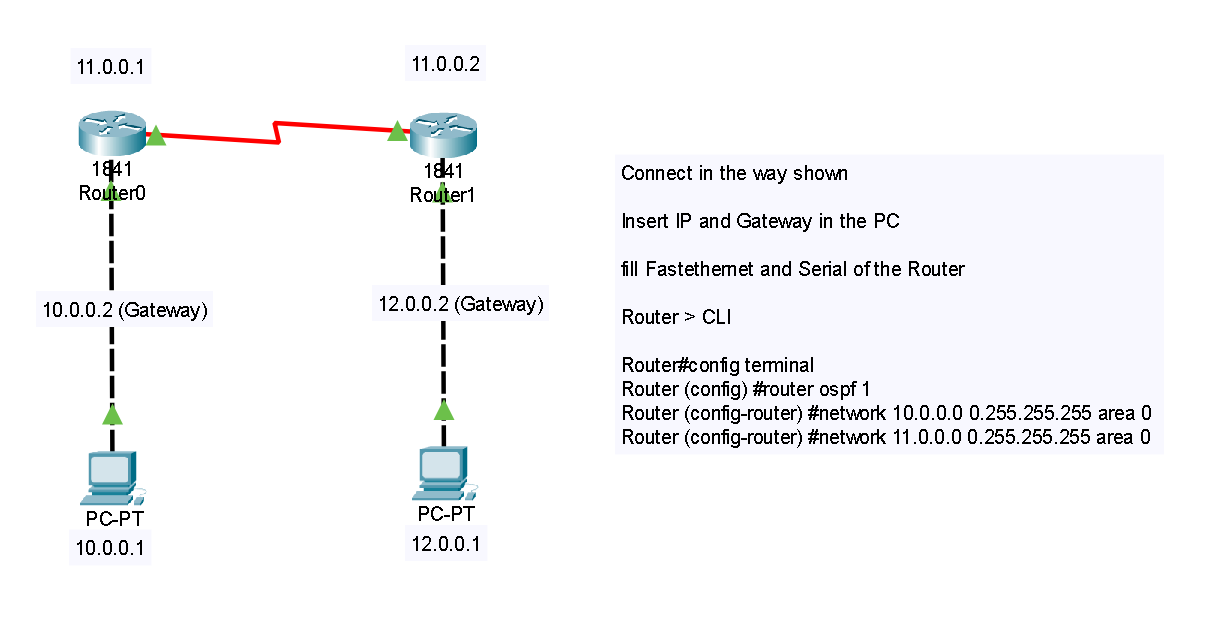 11.0.0.1
11.0.0.2
1841
Router0
1841
Router1
10.0.0.2 (Gateway)
12.0.0.2 (Gateway)
PC-PT
10.0.0.1
PC-PT
12.0.0.1
Connect in the way shown
Insert IP and Gateway in the PC
fill Fastethernet and Serial of the Router
Router > CLI
Router#config terminal
Router (config) #router ospf 1
Router (config-router) #network 10.0.0.0 0.255.255.255 area 0
Router (config-router) #network 11.0.0.0 0.255.255.255 area 0